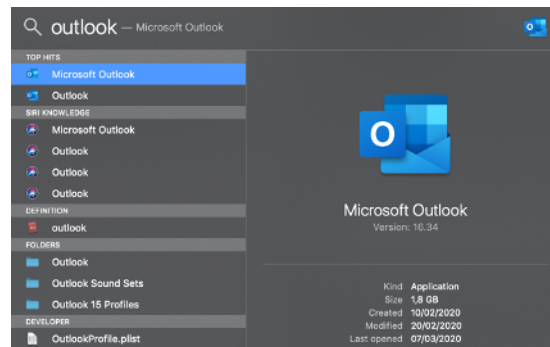 outlook — Microsoft Outlook
TOP HITS
Microsoft Outlook
Outlook
SIRI KNOWLEDGE
Microsoft Outlook
Outlook
Outlook
Outlook
DEFINITION
outlook
FOLDERS
Outlook
Outlook Sound Sets
Outlook 15 Profiles
DEVELOPER
OutlookProfile.plist
O
Microsoft Outlook
Version: 16.34
Kind Application
Size 1,8 GB
Created 10/02/2020
Modified 20/02/2020
Last opened 07/03/2020